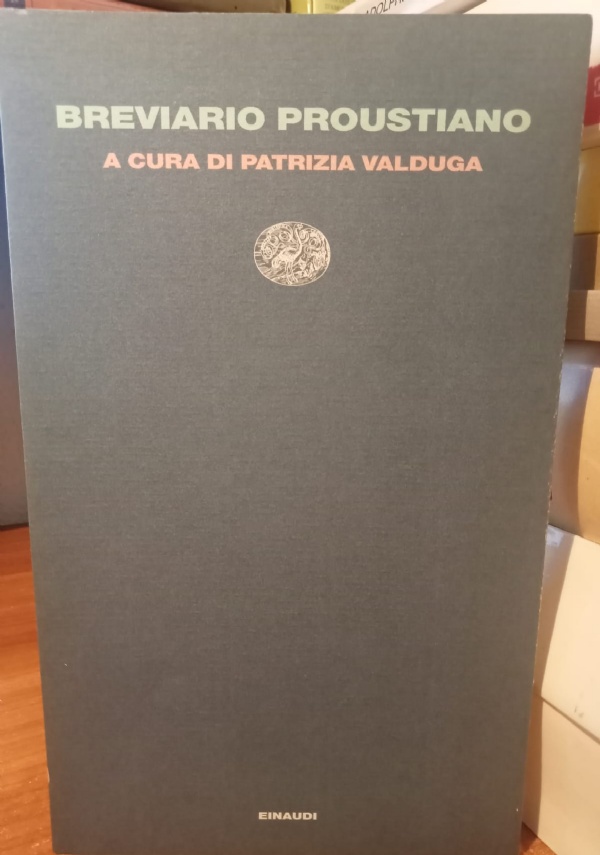 BREVIARIO PROUSTIANO
A CURA DI PATRIZIA VALDUGA
EINAUDI